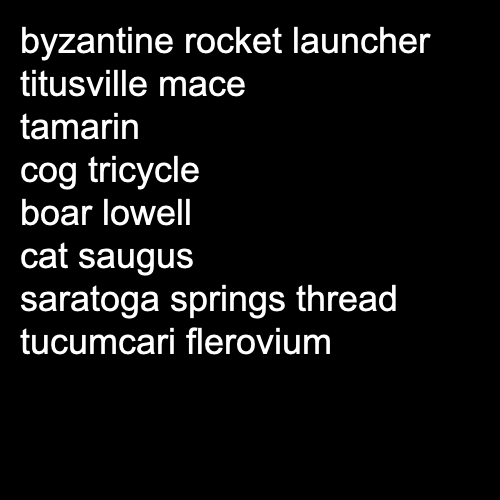 byzantine rocket launcher
titusville mace
tamarin
cog tricycle
boar lowell
cat saugus
saratoga springs thread
tucumcari flerovium